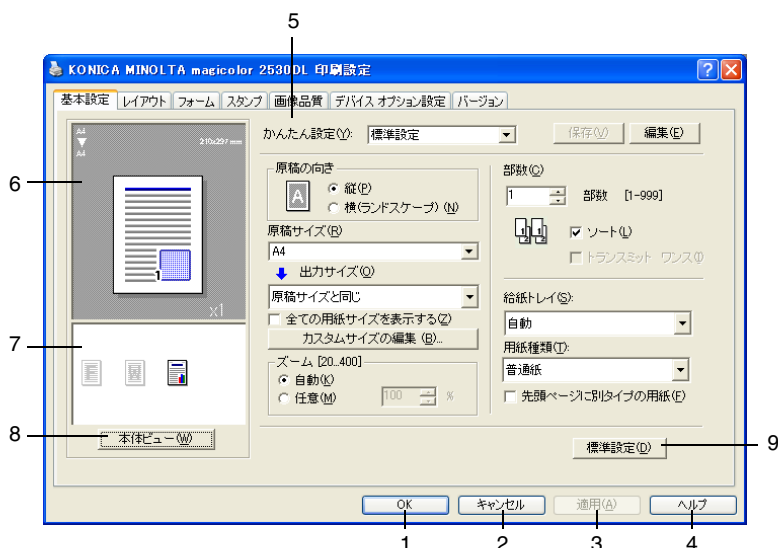 5
KONICA MINOLTA magicolor 2530DL 印刷設定
基本設定 レイアウト フォーム スタンプ 画像品質 デバイス オプション設定 バージョン
A4
A4
210x297 mm
1
x1
かんたん設定(Y): 標準設定 保存(V) 編集(E)
原稿の向き
A
縦(P)
横(ランドスケープ) (N)
原稿サイズ(R)
A4
出力サイズ(O)
原稿サイズと同じ
全ての用紙サイズを表示する(Z)
カスタムサイズの編集 (B)...
ズーム [20..400]
自動(K)
任意(M) 100 %
部数(C)
1 部数 [1-999]
1 2 1 2 ソート(L)
トランスミット ワンス(I)
給紙トレイ(S):
自動
用紙種類(T):
普通紙
先頭ページに別タイプの用紙(F)
本体ビュー(W)
標準設定(D)
OK キャンセル 適用(A) ヘルプ
6
7
8
9
1 2 3 4